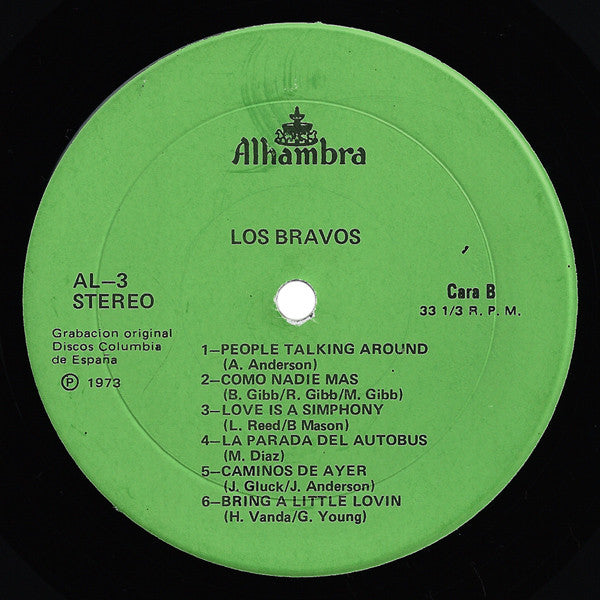 Alhambra
LOS BRAVOS
AL—3
STEREO
Cara B
33 1/3 R. P. M.
Grabacion original
Discos Columbia
de España
Ⓟ 1973
1—PEOPLE TALKING AROUND
(A. Anderson)
2—COMO NADIE MAS
(B. Gibb/R. Gibb/M. Gibb)
3—LOVE IS A SIMPHONY
(L. Reed/B Mason)
4—LA PARADA DEL AUTOBUS
(M. Diaz)
5—CAMINOS DE AYER
(J. Gluck/J. Anderson)
6—BRING A LITTLE LOVIN
(H. Vanda/G. Young)